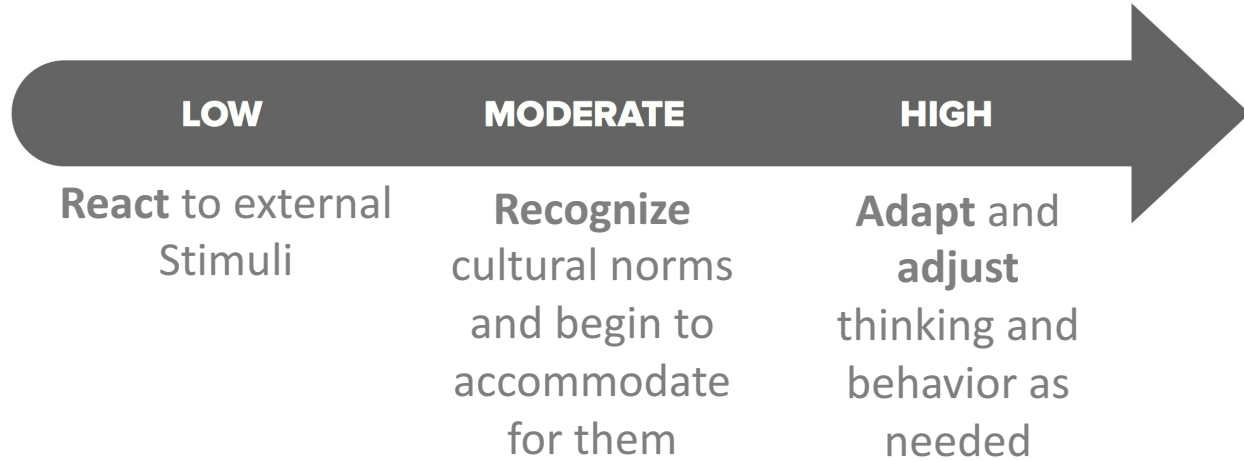 LOW
MODERATE
HIGH
React to external
Stimuli
Recognize
cultural norms
and begin to
accommodate
for them
Adapt and
adjust
thinking and
behavior as
needed